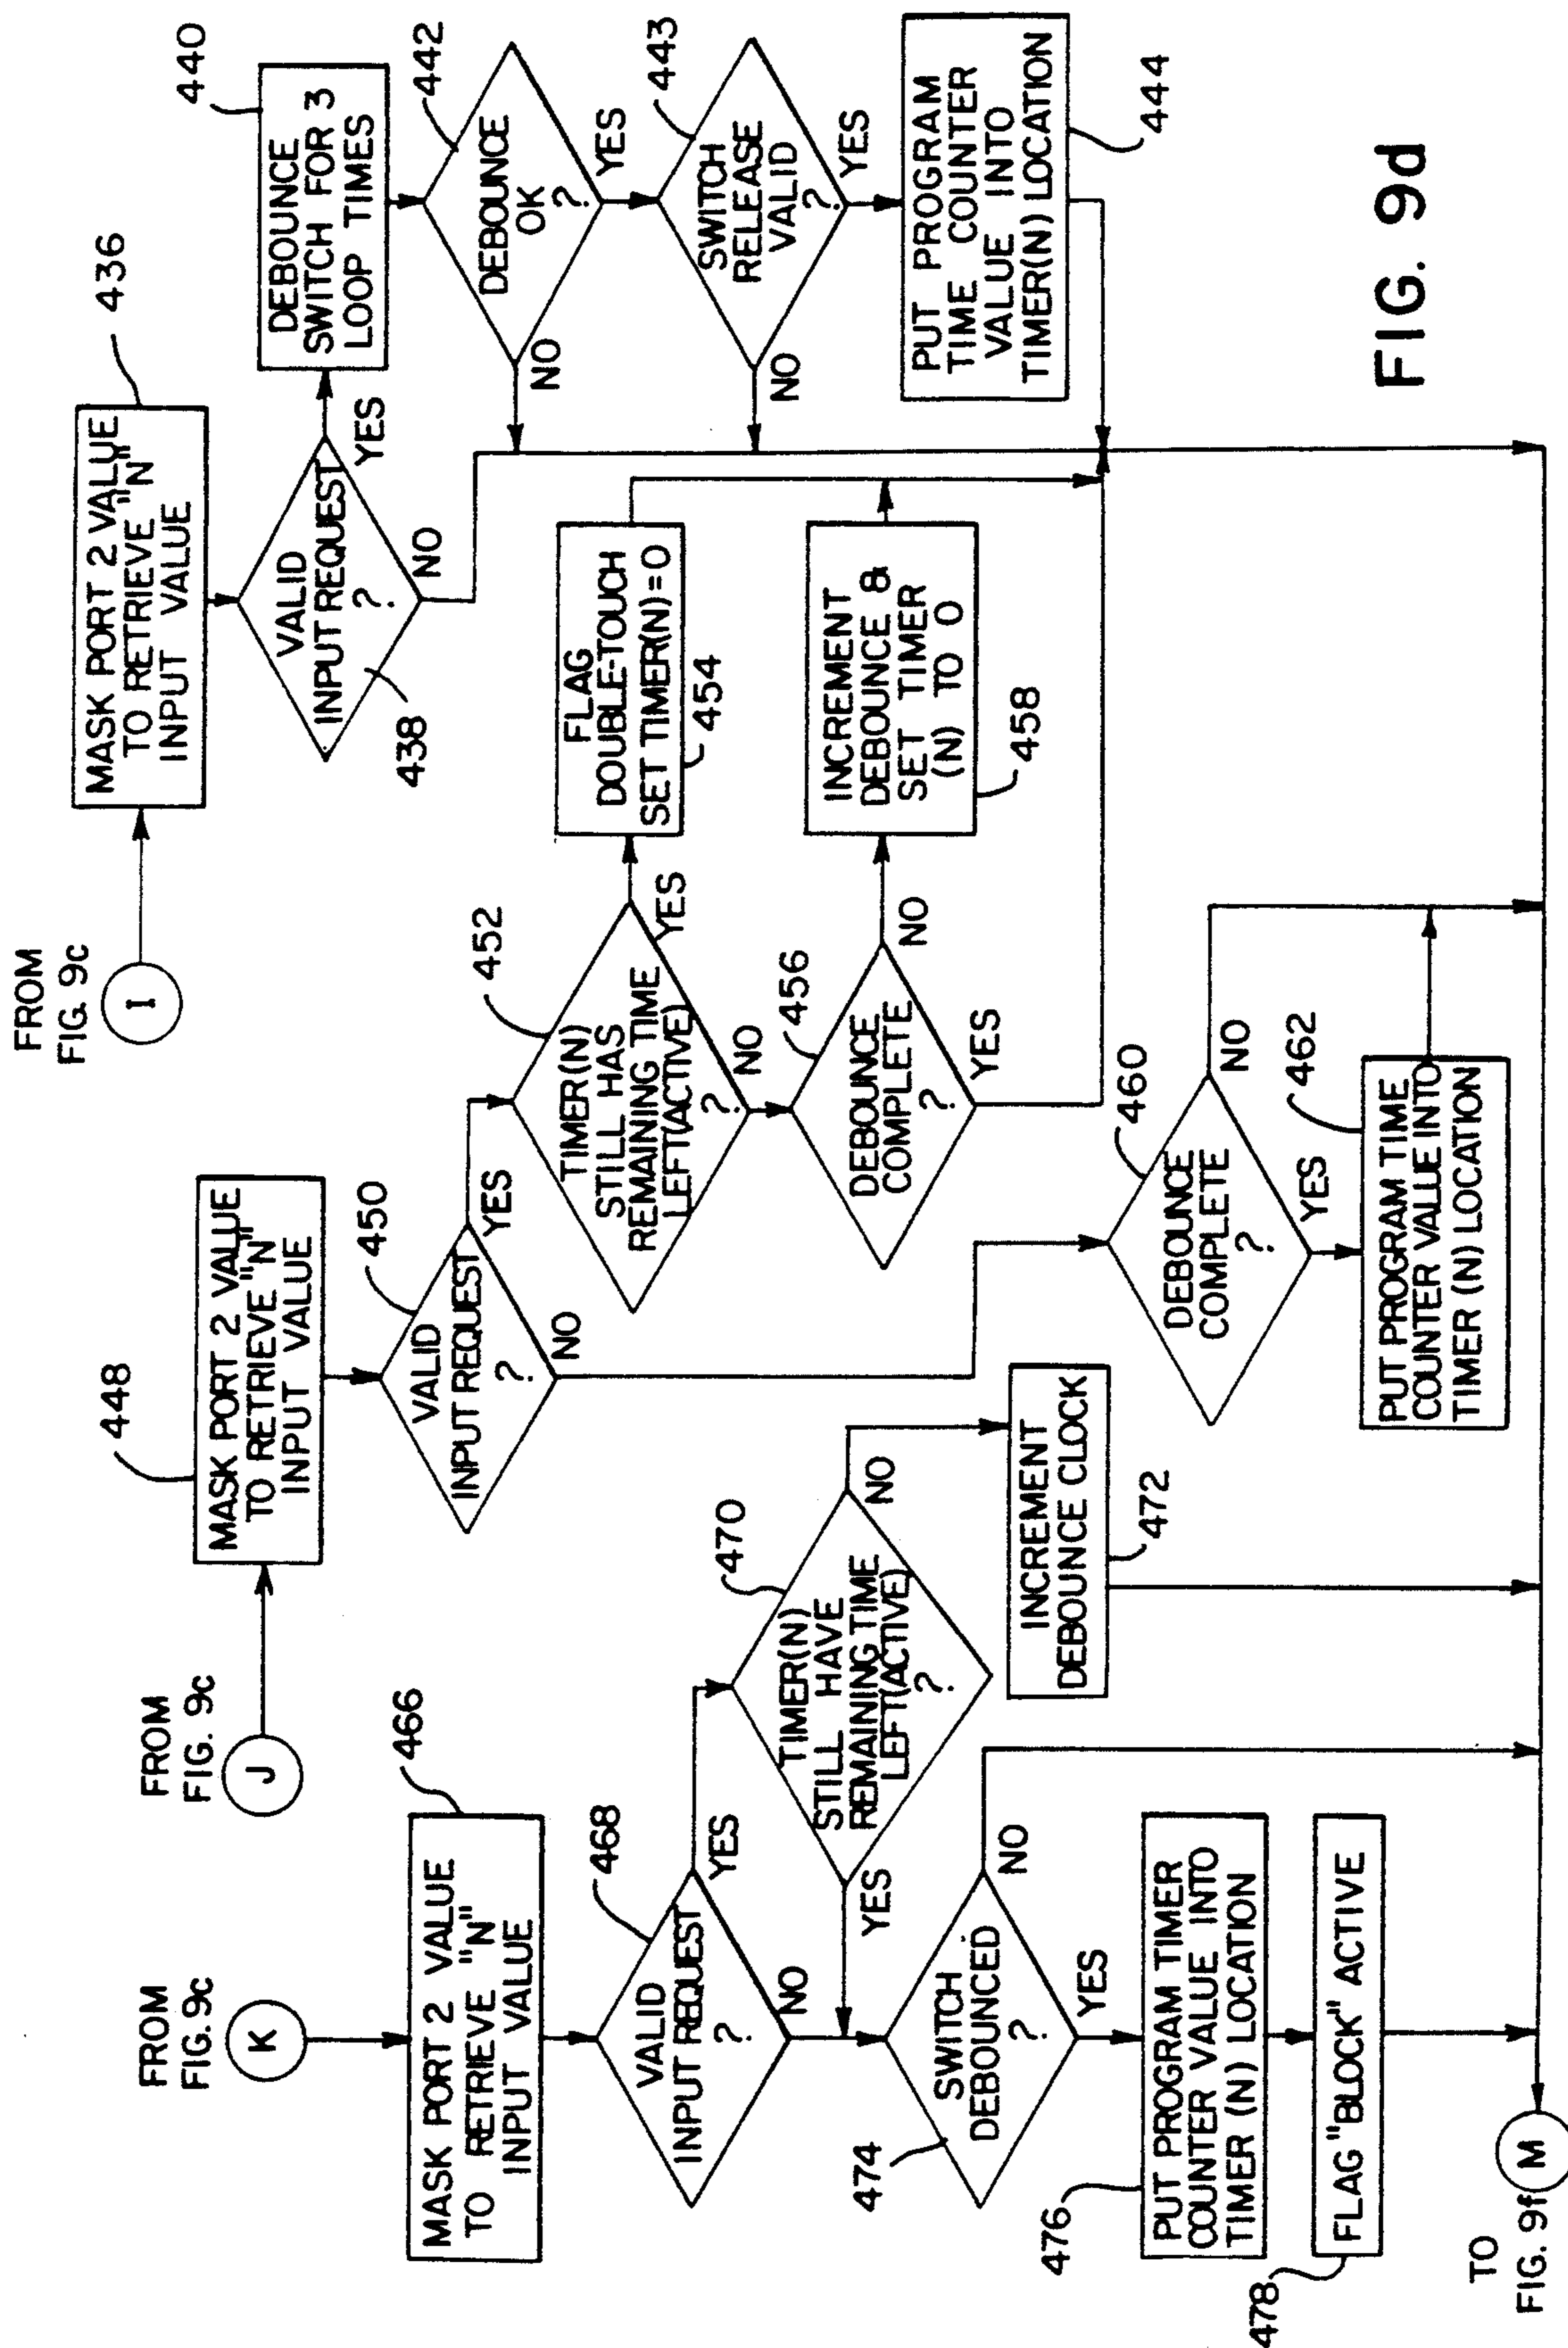 FROM
FIG. 9c
K
MASK PORT 2 VALUE
TO RETRIEVE "N"
INPUT VALUE
466
VALID
INPUT REQUEST
?
468
YES
NO
TIMER(N)
STILL HAVE
REMAINING TIME
LEFT(ACTIVE)
?
470
YES
NO
INCREMENT
DEBOUNCE CLOCK
472
SWITCH
DEBOUNCED
?
474
NO
YES
PUT PROGRAM TIMER
COUNTER VALUE INTO
TIMER (N) LOCATION
476
FLAG "BLOCK" ACTIVE
478
TO
FIG. 9f
M
FROM
FIG. 9c
J
MASK PORT 2 VALUE
TO RETRIEVE "N"
INPUT VALUE
448
VALID
INPUT REQUEST
?
450
YES
NO
TIMER(N)
STILL HAS
REMAINING TIME
LEFT(ACTIVE)
?
452
YES
NO
FLAG
DOUBLE-TOUCH
SET TIMER(N)=0
454
DEBOUNCE
COMPLETE
?
456
NO
YES
INCREMENT
DEBOUNCE &
SET TIMER
(N) TO 0
458
DEBOUNCE
COMPLETE
?
460
NO
YES
PUT PROGRAM TIME
COUNTER VALUE INTO
TIMER (N) LOCATION
462
FROM
FIG. 9c
I
MASK PORT 2 VALUE
TO RETRIEVE "N"
INPUT VALUE
436
VALID
INPUT REQUEST
?
438
YES
NO
DEBOUNCE
SWITCH FOR 3
LOOP TIMES
440
DEBOUNCE
OK
?
442
NO
YES
SWITCH
RELEASE
VALID
?
443
NO
YES
PUT PROGRAM
TIME COUNTER
VALUE INTO
TIMER(N) LOCATION
444
FIG. 9d